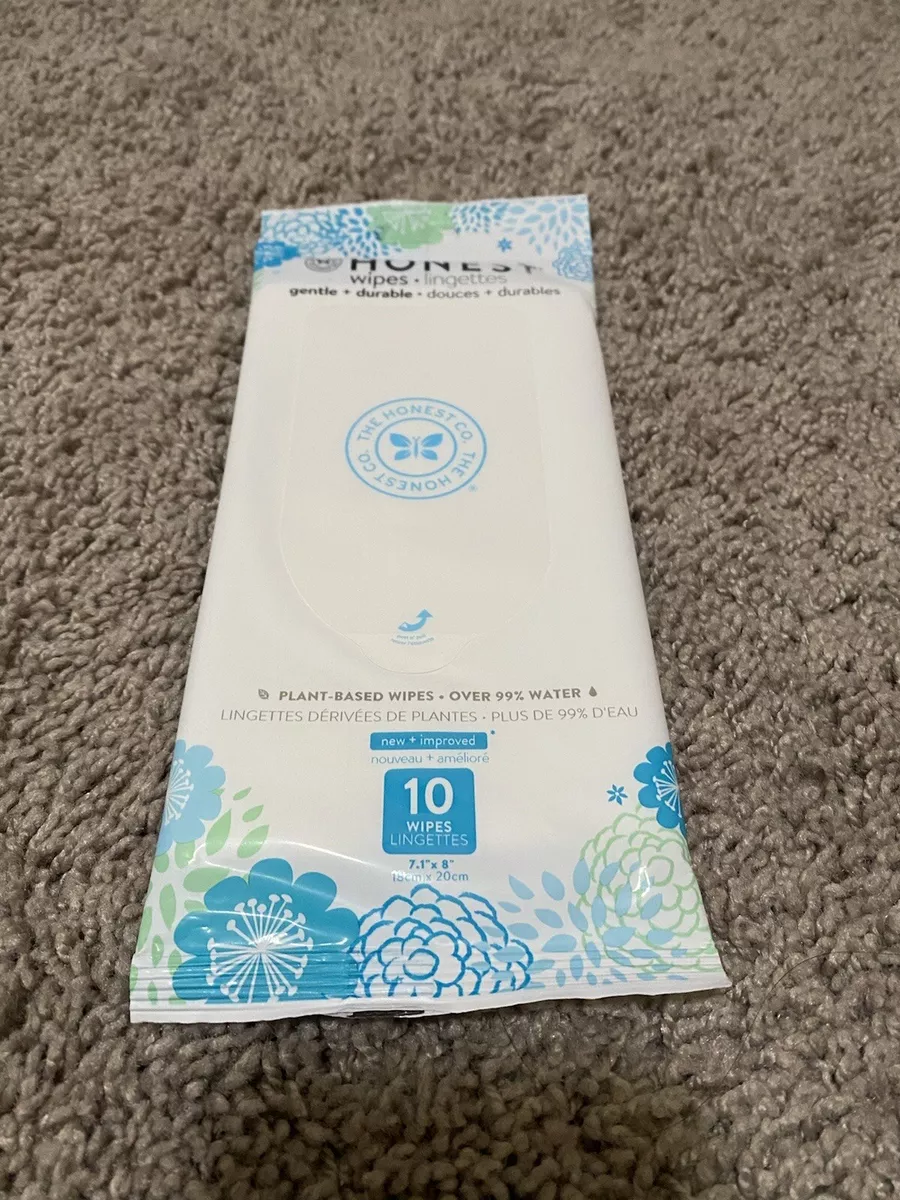 HONEST
wipes • lingettes
gentle + durable • douces + durables
THE HONEST CO. THE HONEST CO.
PLANT-BASED WIPES • OVER 99% WATER
LINGETTES DÉRIVÉES DE PLANTES • PLUS DE 99% D'EAU
new + improved*
nouveau + amélioré
10
WIPES
LINGETTES
7.1" x 8"
18cm x 20cm